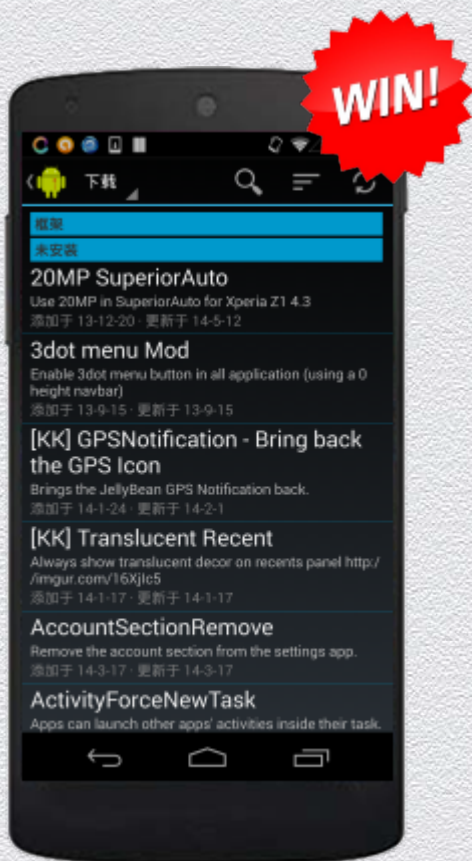 WIN!
下载
框架
未安装
20MP SuperiorAuto
Use 20MP in SuperiorAuto for Xperia Z1 4.3
添加于 13-12-20 · 更新于 14-5-12
3dot menu Mod
Enable 3dot menu button in all application (using a 0
height navbar)
添加于 13-9-15 · 更新于 13-9-15
[KK] GPSNotification - Bring back
the GPS Icon
Brings the JellyBean GPS Notification back.
添加于 14-1-24 · 更新于 14-2-1
[KK] Translucent Recent
Always show translucent decor on recents panel http:/
/imgur.com/16Xjlc5
添加于 14-1-17 · 更新于 14-1-17
AccountSectionRemove
Remove the account section from the settings app.
添加于 14-3-17 · 更新于 14-3-17
ActivityForceNewTask
Apps can launch other apps' activities inside their task.